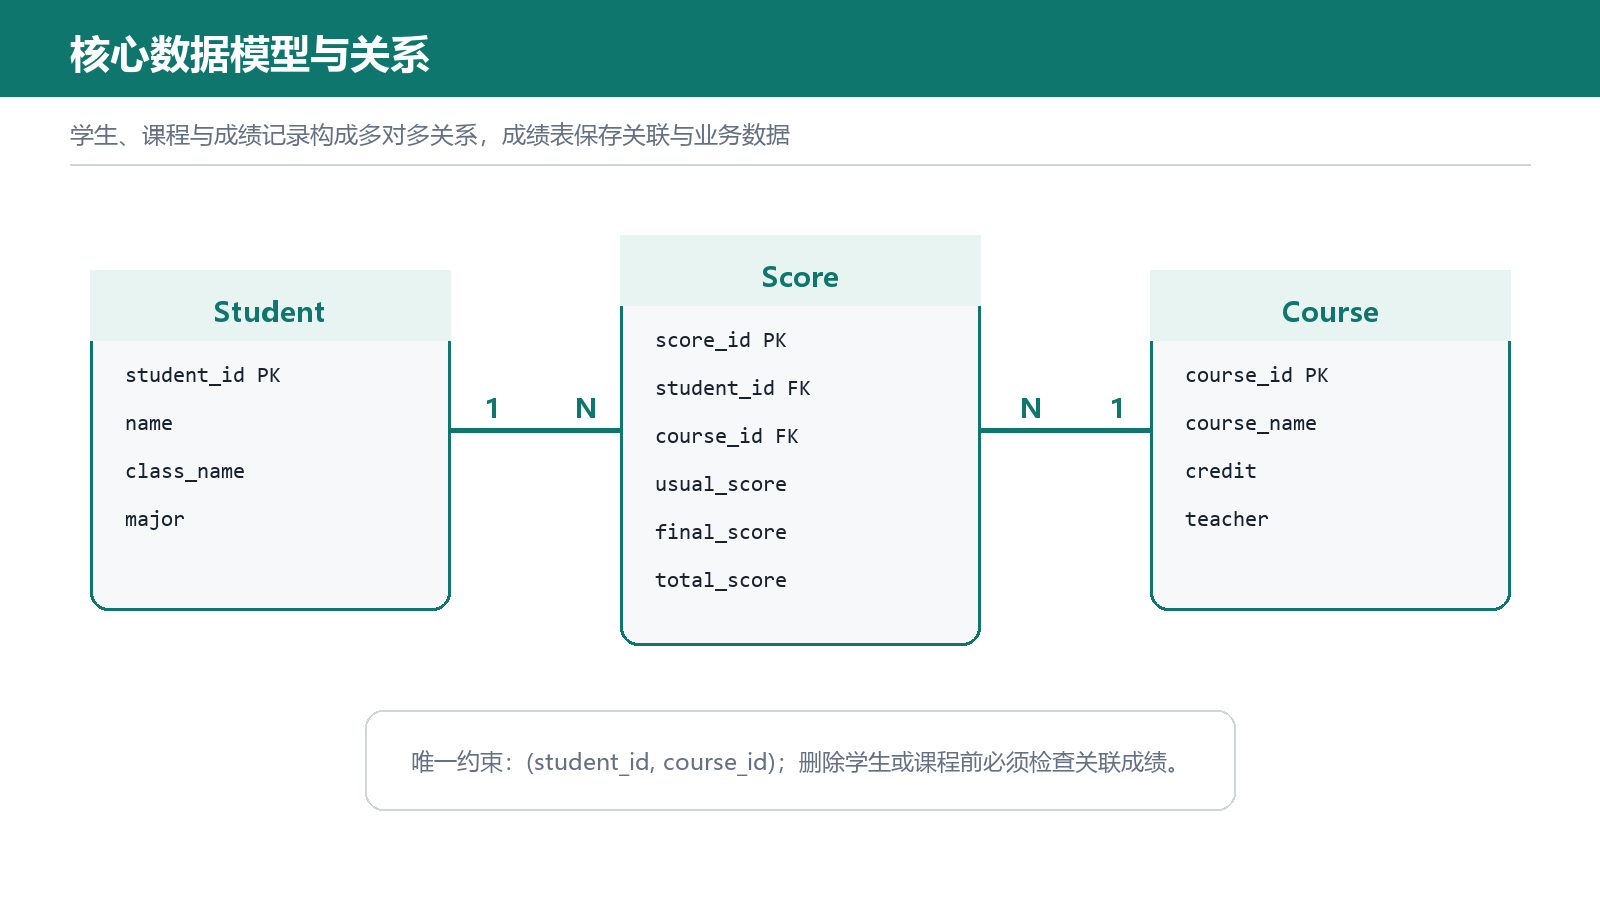 核心数据模型与关系
学生、课程与成绩记录构成多对多关系，成绩表保存关联与业务数据
Student
student_id PK
name
class_name
major
1
N
Score
score_id PK
student_id FK
course_id FK
usual_score
final_score
total_score
N
1
Course
course_id PK
course_name
credit
teacher
唯一约束：(student_id, course_id)；删除学生或课程前必须检查关联成绩。